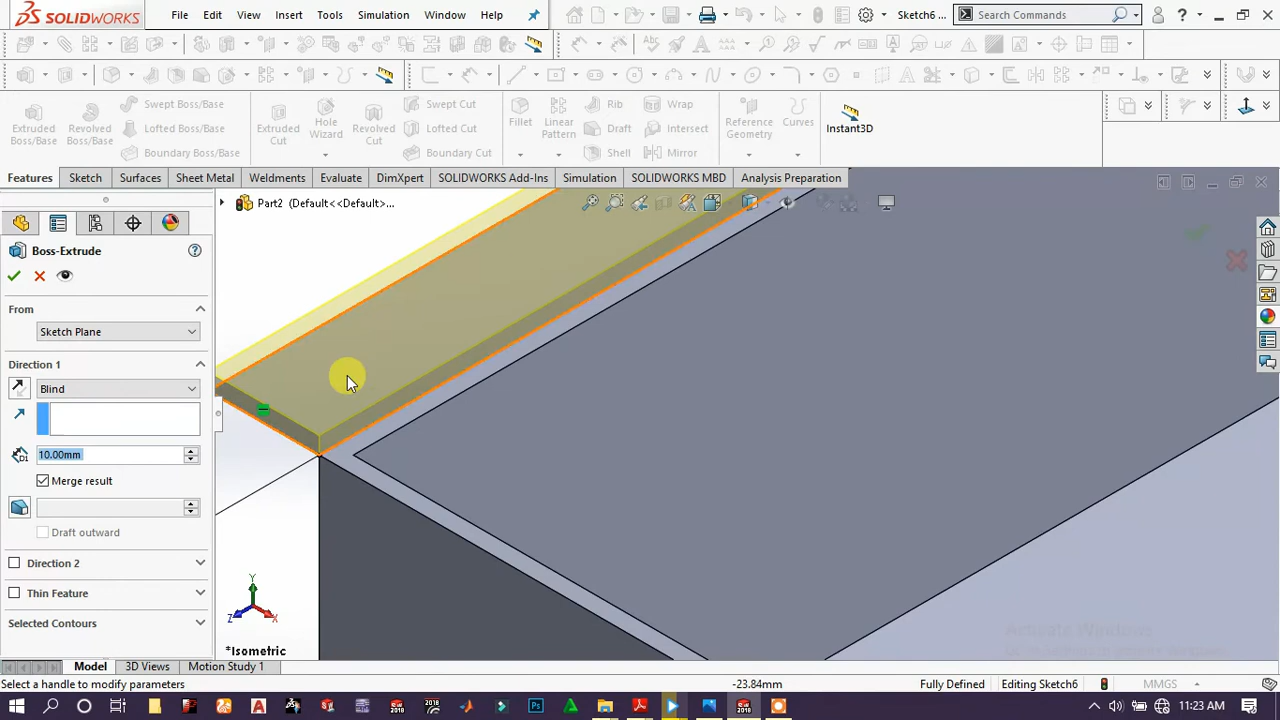 SOLIDWORKS File Edit View Insert Tools Simulation Window Help Sketch6 ... Search Commands
Extruded Boss/Base
Revolved Boss/Base
Swept Boss/Base
Lofted Boss/Base
Boundary Boss/Base
Extruded Cut
Hole Wizard
Revolved Cut
Swept Cut
Lofted Cut
Boundary Cut
Fillet
Linear Pattern
Rib
Draft
Shell
Wrap
Intersect
Mirror
Reference Geometry
Curves
Instant3D
Features Sketch Surfaces Sheet Metal Weldments Evaluate DimXpert SOLIDWORKS Add-Ins Simulation SOLIDWORKS MBD Analysis Preparation
Part2 (Default<<Default>...
Boss-Extrude
From
Sketch Plane
Direction 1
Blind
D1
10.00mm
Merge result
Draft outward
Direction 2
Thin Feature
Selected Contours
Y
Z
X
*Isometric
Activate Windows
Model 3D Views Motion Study 1
Select a handle to modify parameters -23.84mm Fully Defined Editing Sketch6 MMGS
11:23 AM